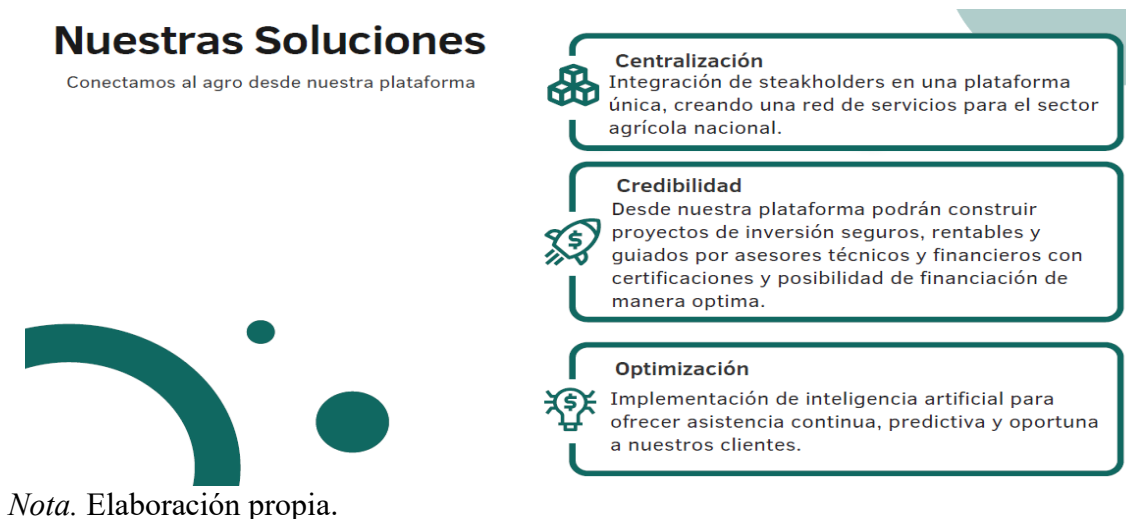 Nuestras Soluciones
Conectamos al agro desde nuestra plataforma
Centralización
Integración de steakholders en una plataforma
única, creando una red de servicios para el sector
agrícola nacional.
Credibilidad
Desde nuestra plataforma podrán construir
proyectos de inversión seguros, rentables y
guiados por asesores técnicos y financieros con
certificaciones y posibilidad de financiación de
manera optima.
Optimización
Implementación de inteligencia artificial para
ofrecer asistencia continua, predictiva y oportuna
a nuestros clientes.
Nota. Elaboración propia.